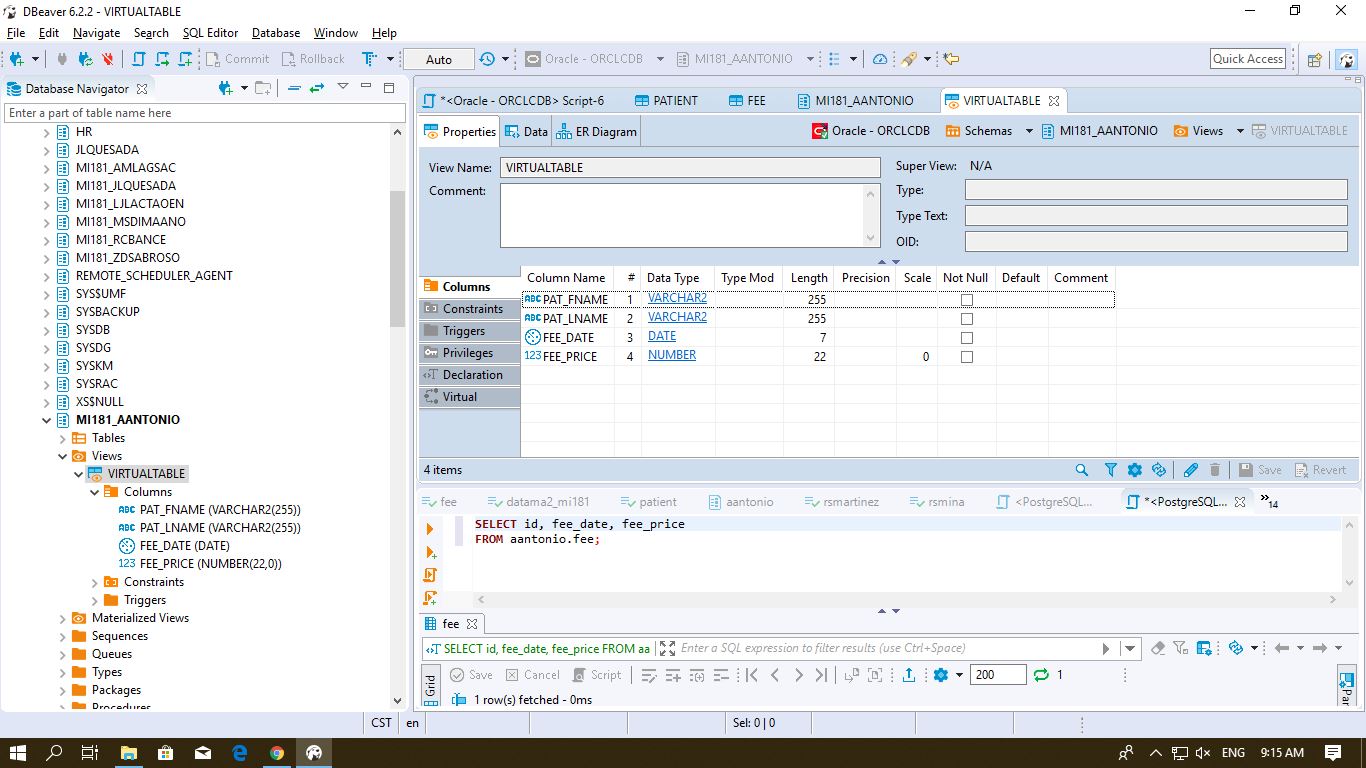 DBeaver 6.2.2 - VIRTUALTABLE
File Edit Navigate Search SQL Editor Database Window Help
Commit Rollback Auto Oracle - ORCLCDB MI181_AANTONIO Quick Access
Database Navigator
Enter a part of table name here
HR
JLQUESADA
MI181_AMLAGSAC
MI181_JLQUESADA
MI181_LJLACTAOEN
MI181_MSDIMAANO
MI181_RCBANCE
MI181_ZDSABROSO
REMOTE_SCHEDULER_AGENT
SYS$UMF
SYSBACKUP
SYSDB
SYSDG
SYSKM
SYSRAC
XS$NULL
MI181_AANTONIO
Tables
Views
VIRTUALTABLE
Columns
ABC PAT_FNAME (VARCHAR2(255))
ABC PAT_LNAME (VARCHAR2(255))
FEE_DATE (DATE)
123 FEE_PRICE (NUMBER(22,0))
Constraints
Triggers
Materialized Views
Sequences
Queues
Types
Packages
Procedures
*<Oracle - ORCLCDB> Script-6 PATIENT FEE MI181_AANTONIO VIRTUALTABLE
Properties Data ER Diagram Oracle - ORCLCDB Schemas MI181_AANTONIO Views VIRTUALTABLE
View Name: VIRTUALTABLE
Comment:
Super View: N/A
Type:
Type Text:
OID:
Columns
Constraints
Triggers
Privileges
Declaration
Virtual
Column Name # Data Type Type Mod Length Precision Scale Not Null Default Comment
ABC PAT_FNAME 1 VARCHAR2 255
ABC PAT_LNAME 2 VARCHAR2 255
FEE_DATE 3 DATE 7
123 FEE_PRICE 4 NUMBER 22 0
4 items Save Revert
fee datama2_mi181 patient aantonio rsmartinez rsmina <PostgreSQL... *<PostgreSQL... »14
SELECT id, fee_date, fee_price
FROM aantonio.fee;
fee
SELECT id, fee_date, fee_price FROM aa Enter a SQL expression to filter results (use Ctrl+Space)
Grid Save Cancel Script 200 1
1 row(s) fetched - 0ms
CST en Sel: 0 | 0
ENG 9:15 AM